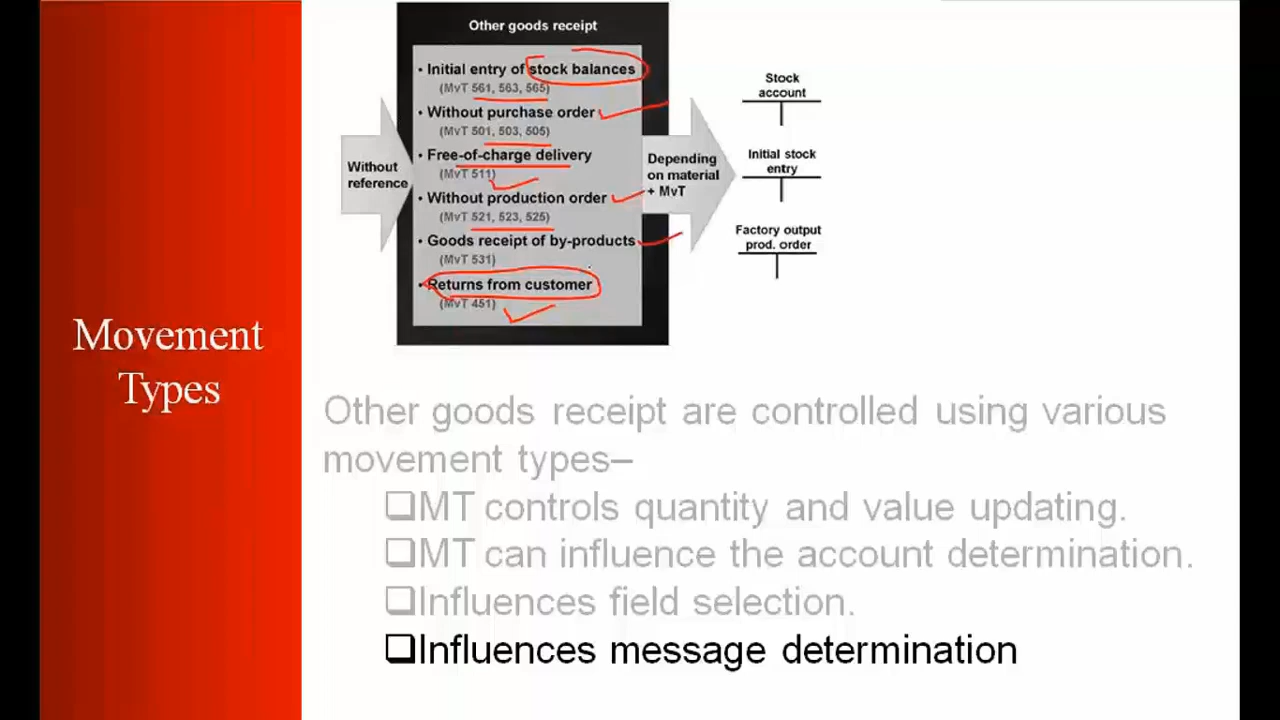 Other goods receipt
• Initial entry of stock balances
(MvT 561, 563, 565)
• Without purchase order
(MvT 501, 503, 505)
• Free-of-charge delivery
(MvT 511)
• Without production order
(MvT 521, 523, 525)
• Goods receipt of by-products
(MvT 531)
• Returns from customer
(MvT 451)
Without
reference
Depending
on material
+ MvT
Stock
account
Initial stock
entry
Factory output
prod. order
Movement
Types
Other goods receipt are controlled using various
movement types–
❑MT controls quantity and value updating.
❑MT can influence the account determination.
❑Influences field selection.
❑Influences message determination